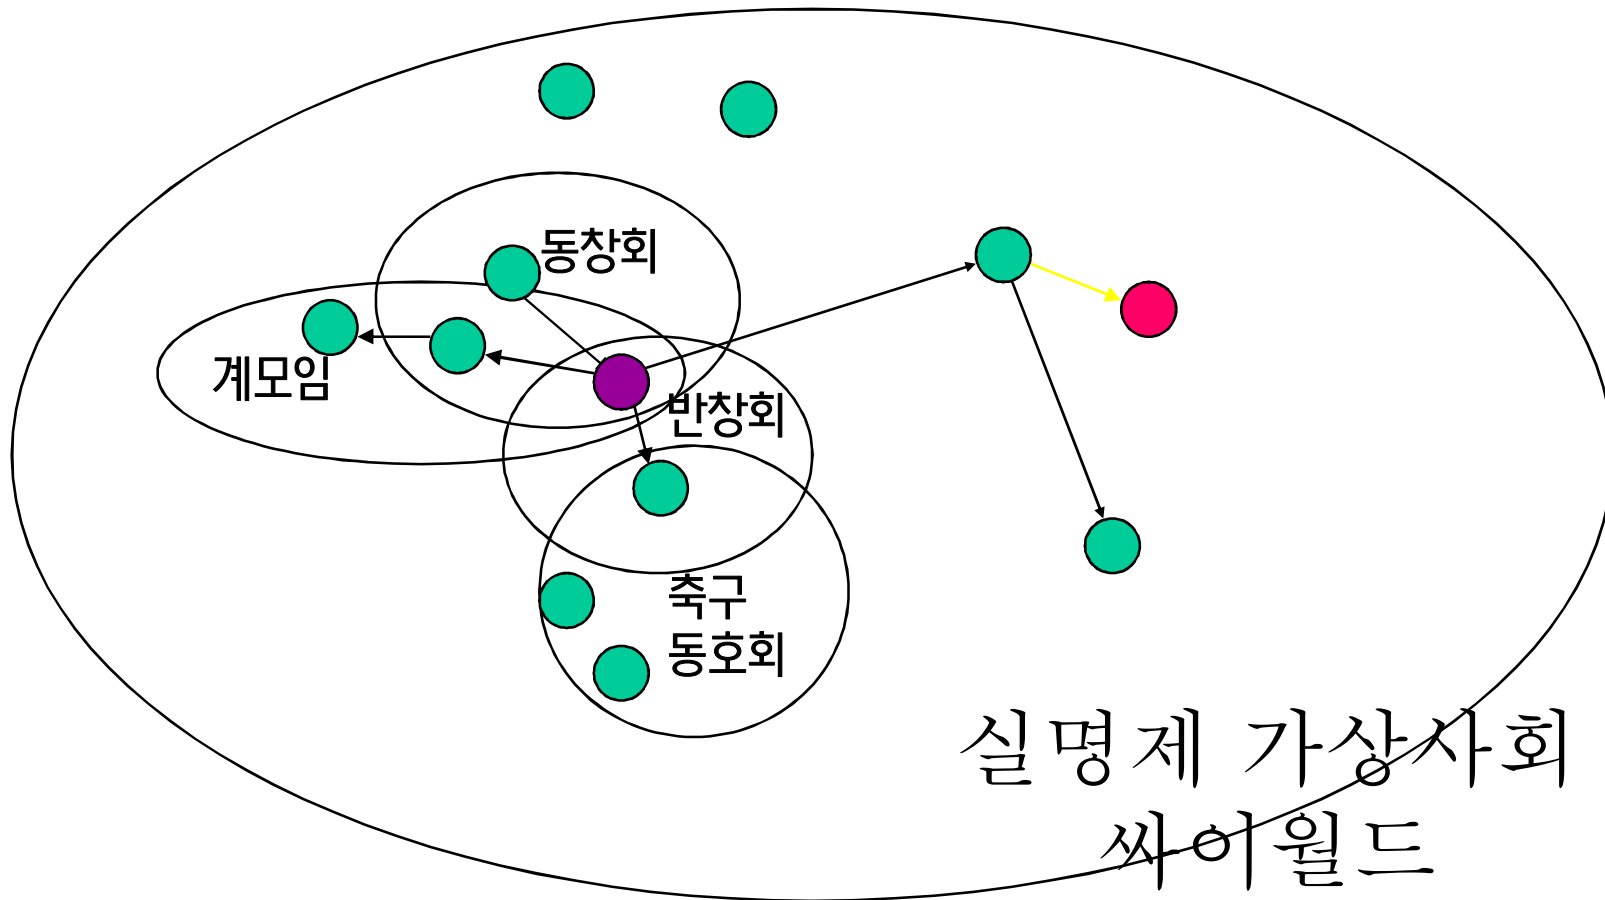 동창회
계모임
반창회
축구
동호회
실명제 가상사회
싸이월드